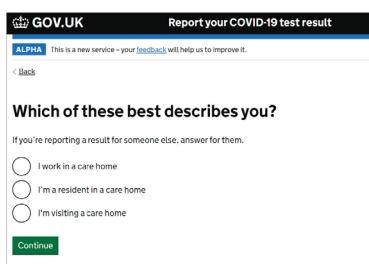 GOV.UK Report your COVID-19 test result
ALPHA This is a new service – your feedback will help us to improve it.
< Back
Which of these best describes you?
If you're reporting a result for someone else, answer for them.
I work in a care home
I'm a resident in a care home
I'm visiting a care home
Continue